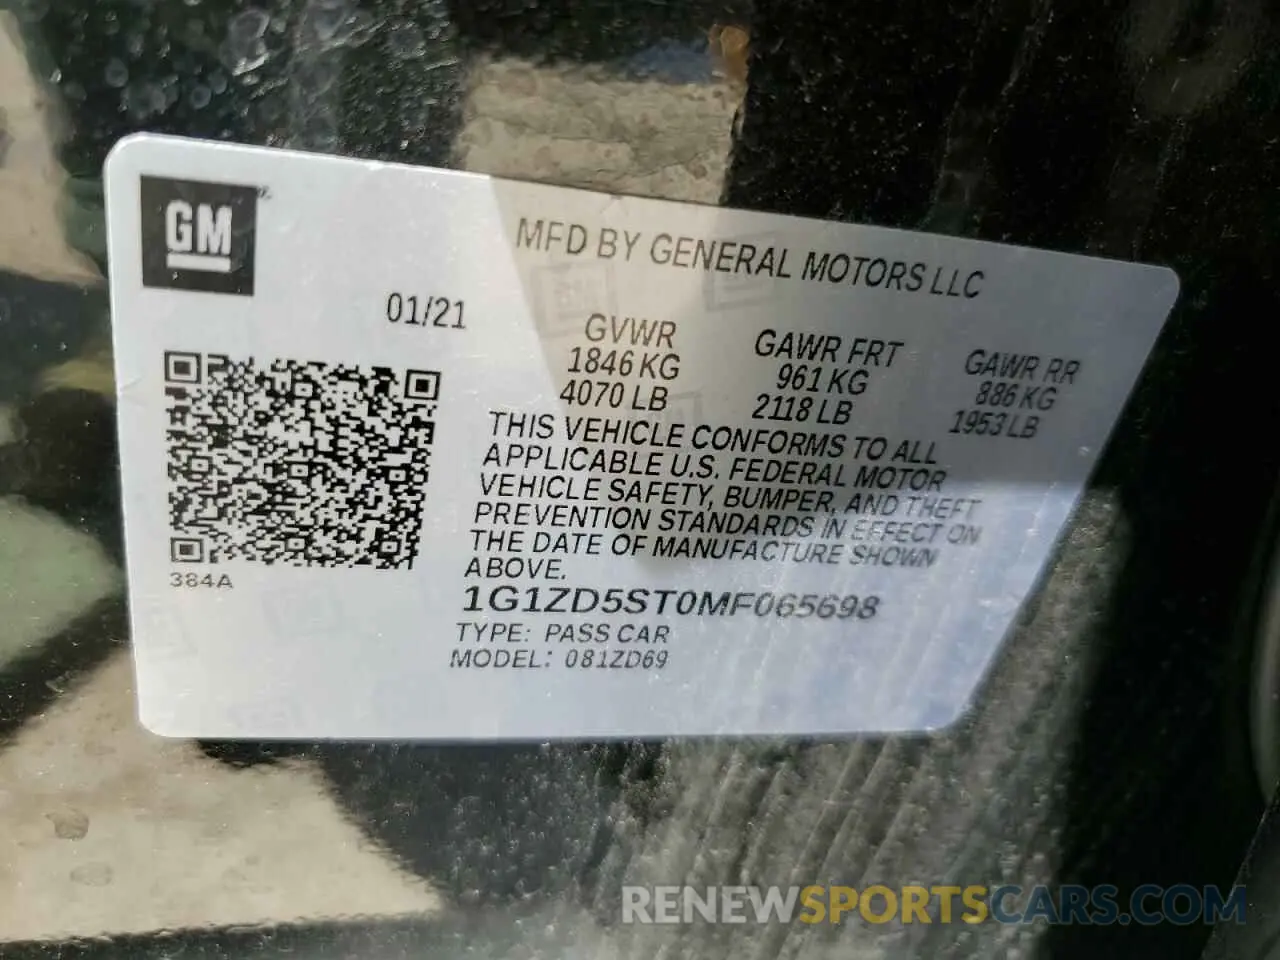 GM
MFD BY GENERAL MOTORS LLC
01/21
GVWR GAWR FRT GAWR RR
1846 KG 961 KG 886 KG
4070 LB 2118 LB 1953 LB
THIS VEHICLE CONFORMS TO ALL
APPLICABLE U.S. FEDERAL MOTOR
VEHICLE SAFETY, BUMPER, AND THEFT
PREVENTION STANDARDS IN EFFECT ON
THE DATE OF MANUFACTURE SHOWN
ABOVE.
384A
1G1ZD5ST0MF065698
TYPE: PASS CAR
MODEL: 081ZD69
RENEWSPORTSCARS.COM